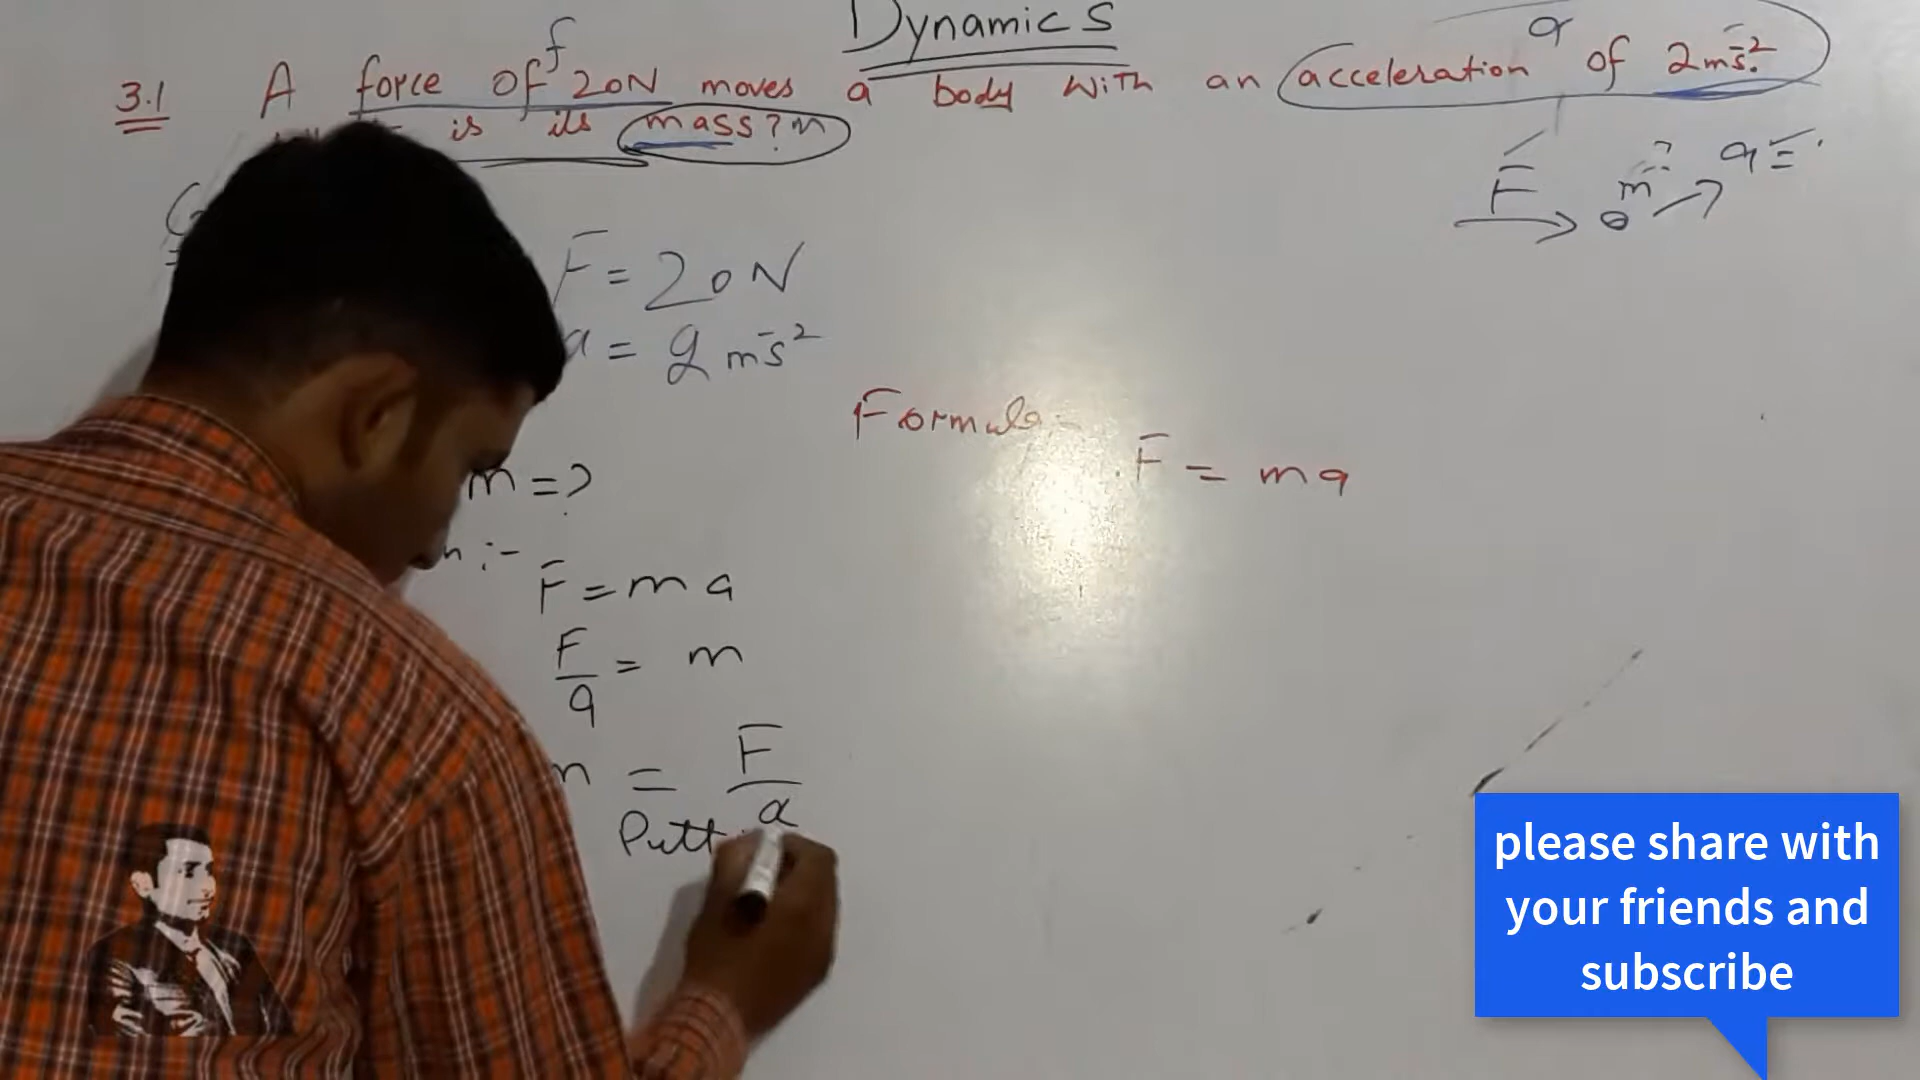 Dynamics
3.1 A force of 20N moves a body with an acceleration of 2ms⁻².
is its mass? m
f
a
F m ? a =
F = 20N
a = 2 ms⁻²
Formula:-
F = ma
m = ?
n :-
F = ma
F/a = m
m = F/a
Putt
please share with
your friends and
subscribe